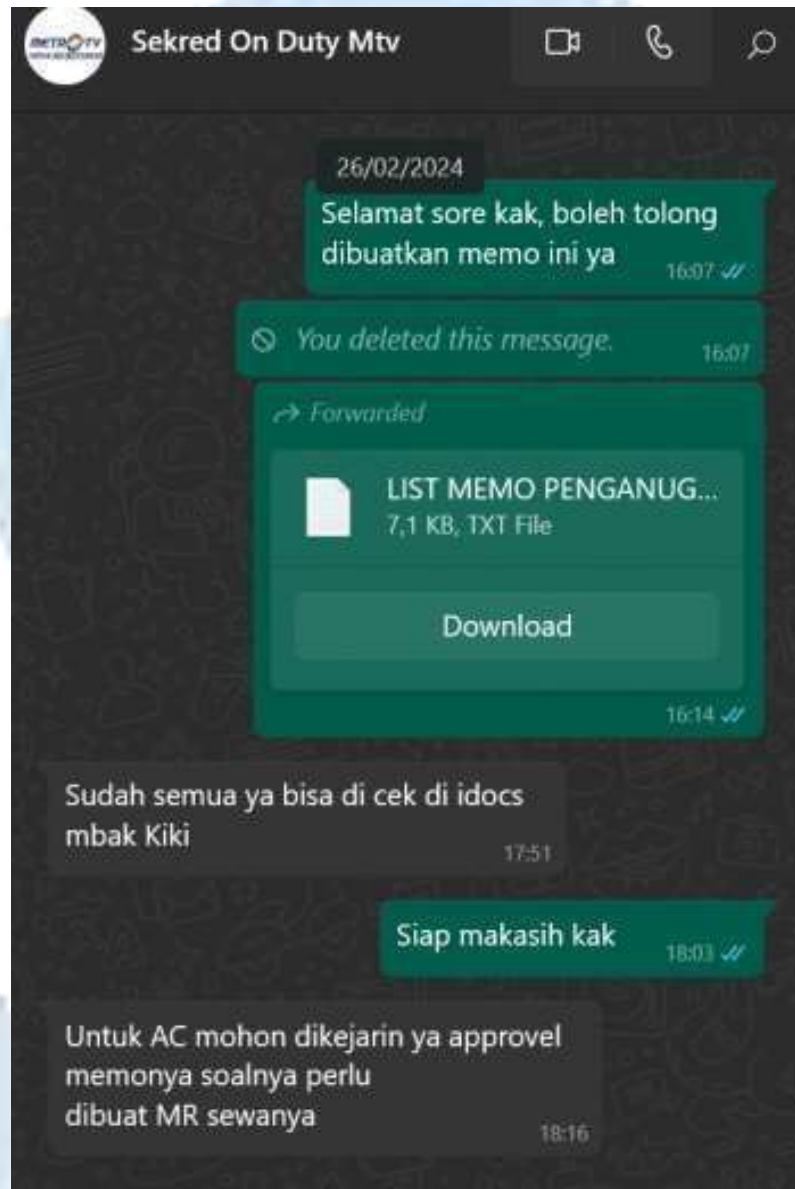 METRO TV
Sekred On Duty Mtv
26/02/2024
Selamat sore kak, boleh tolong
dibuatkan memo ini ya
16:07
You deleted this message.
16:07
Forwarded
LIST MEMO PENGANUG...
7,1 KB, TXT File
Download
16:14
Sudah semua ya bisa di cek di idocs
mbak Kiki
17:51
Siap makasih kak
18:03
Untuk AC mohon dikejarin ya approvel
memonya soalnya perlu
dibuat MR sewanya
18:16